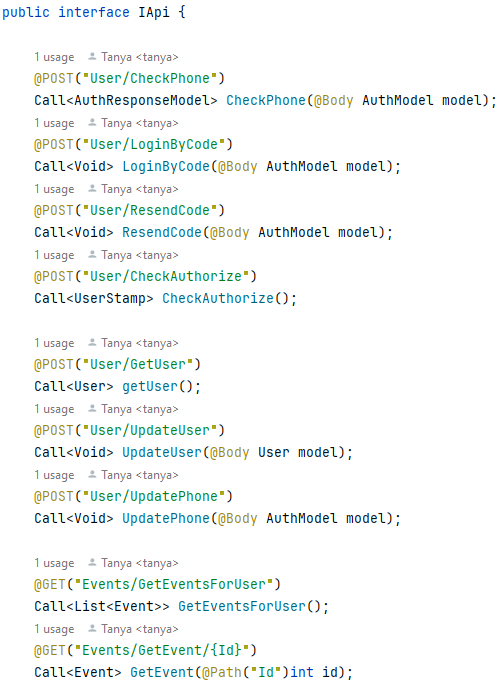 public interface IApi {
1 usage Tanya <tanya>
@POST("User/CheckPhone")
Call<AuthResponseModel> CheckPhone(@Body AuthModel model);
1 usage Tanya <tanya>
@POST("User/LoginByCode")
Call<Void> LoginByCode(@Body AuthModel model);
1 usage Tanya <tanya>
@POST("User/ResendCode")
Call<Void> ResendCode(@Body AuthModel model);
1 usage Tanya <tanya>
@POST("User/CheckAuthorize")
Call<UserStamp> CheckAuthorize();
1 usage Tanya <tanya>
@POST("User/GetUser")
Call<User> getUser();
1 usage Tanya <tanya>
@POST("User/UpdateUser")
Call<Void> UpdateUser(@Body User model);
1 usage Tanya <tanya>
@POST("User/UpdatePhone")
Call<Void> UpdatePhone(@Body AuthModel model);
1 usage Tanya <tanya>
@GET("Events/GetEventsForUser")
Call<List<Event>> GetEventsForUser();
1 usage Tanya <tanya>
@GET("Events/GetEvent/{Id}")
Call<Event> GetEvent(@Path("Id")int id);